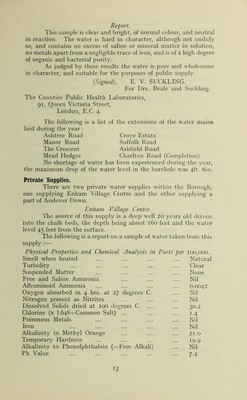 Report.
This sample is clear and bright, of normal colour, and neutral
in reaction. The water is hard in character, although not unduly
so, and contains no excess of saline or mineral matter in solution,
no metals apart from a negligible trace of iron, and is of a high degree
of organic and bacterial purity.
As judged by these results the water is pure and wholesome
in character, and suitable for the purposes of public supply.
(Signed), E. V. SUCKLING.
For Drs. Beale and Suckling.
The Counties Public Health Laboratories,
91, Queen Victoria Street,
London, E.C. 4.
The following is a list of the extensions of the water mains
laid during the year :
Ashtree Road Croye Estate
Manor Road Suffolk Road
The Crescent Ashfield Road
Mead Hedges Charlton Road (Completion)
No shortage of water has been experienced during the year,
the maximum drop of the water level in the borehole was 4ft. 6in.
Private Supplies.
There are two private water supplies within the Borough,
one supplying Enham Village Centre and the other supplying a
part of Andover Down.
Enham Village Centre.
The source of this supply is a deep well 20 years old driven
into the chalk beds, the depth being about 160 feet and the water
level 45 feet from the surface.
The following is a report on a sample of water taken from this
supply :—
Physical Properties and Chemical Analysis in Parts per 100,000.
Smell when heated .... .... .... .... Natural
Turbidity .... .... .... .... .... Clear
Suspended Matter .... .... .... .... None
Free and Saline Ammonia .... .... .... Nil
Albuminoid Ammonia .... .... .... 0.0042
Oxygen absorbed in 4 hrs. at 27 degrees C. .... Nil
Nitrogen present as Nitrites .... .... .... Nil
Dissolved Solids dried at 100 degrees C. .... .... 30.2
Chlorine (x 1.648—Common Salt) .... .... .... 1.4
Poisonous Metals .... .... .... .... Nil
Iron .... .... .... .... .... Nil
Alkalinity to Methyl Orange .... .... .... 21.0
Temporary Hardness .... .... .... 19.9
Alkalinity to Phenolphthalein (—Free Alkali) .... Nil
Ph Value .... .... .... .... .... 7.4
13